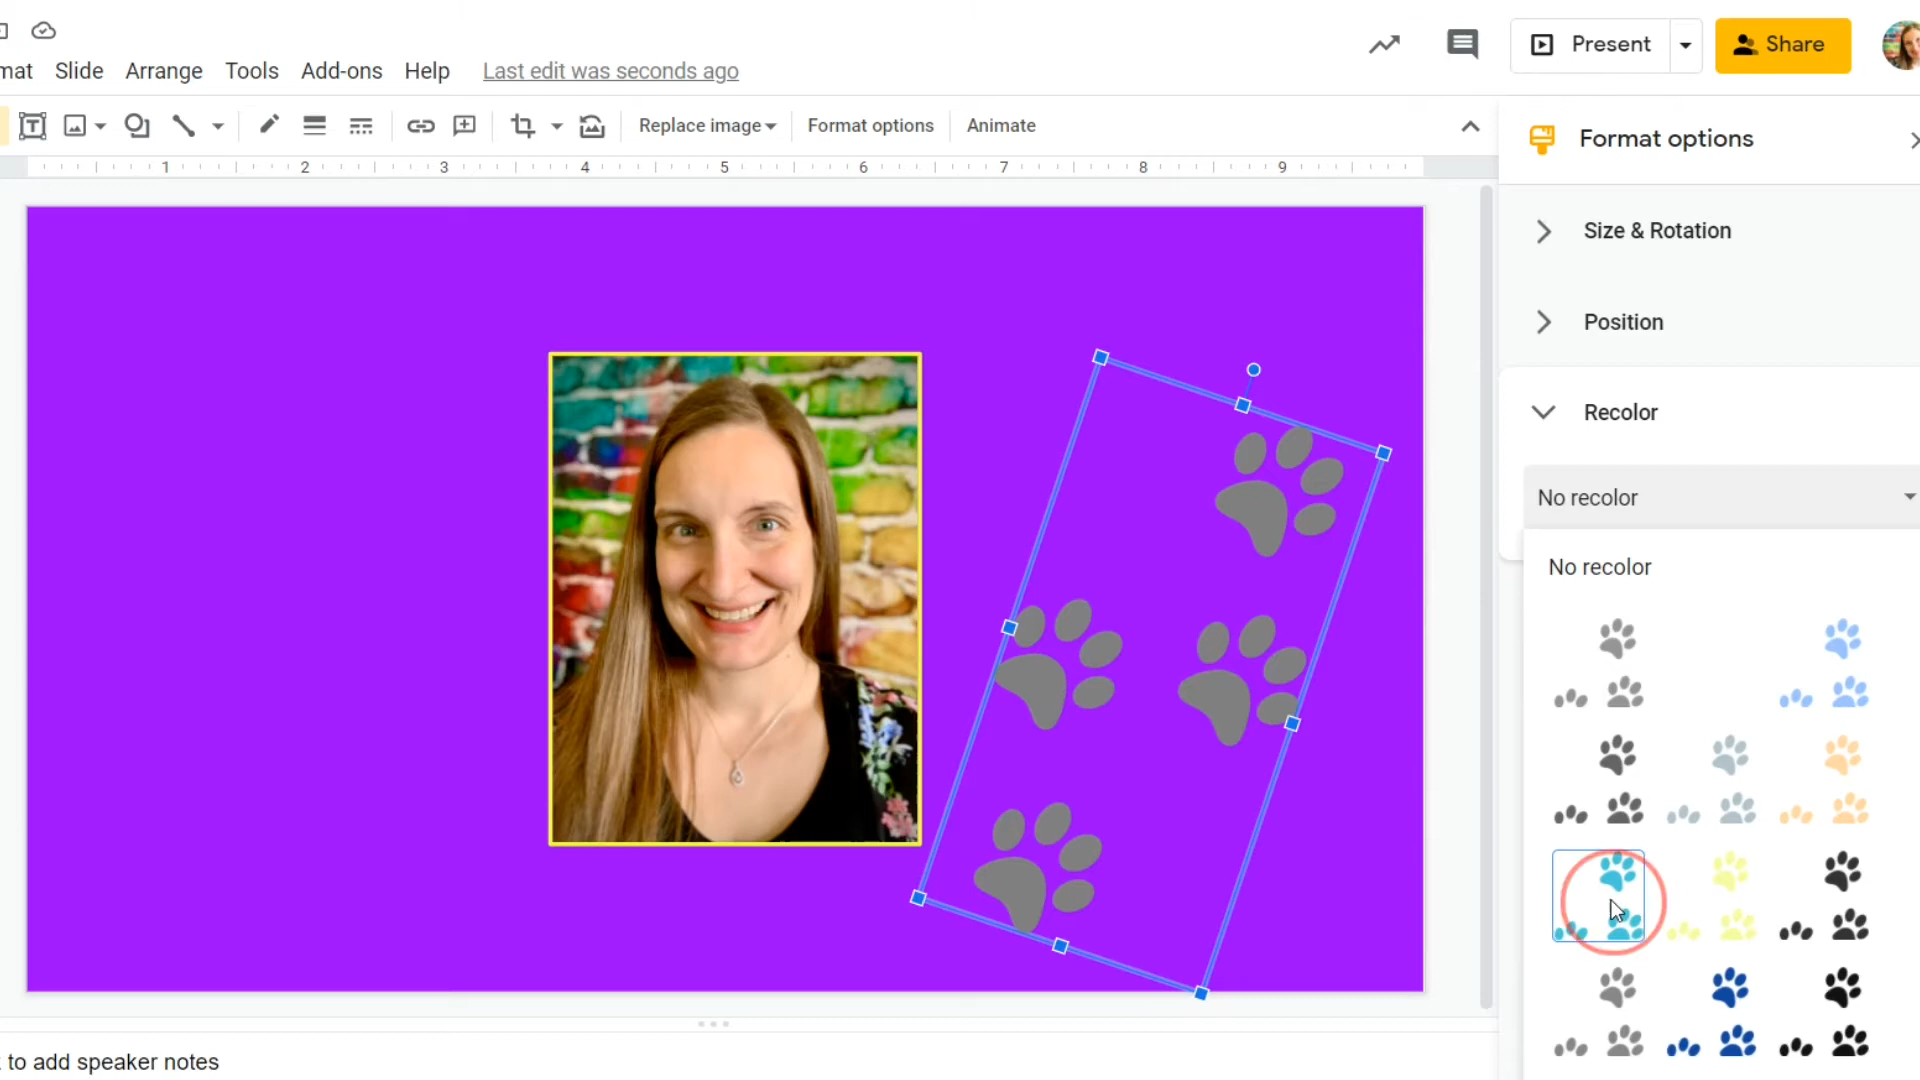 mat Slide Arrange Tools Add-ons Help Last edit was seconds ago
Present
Share
Replace image Format options Animate
1 2 3 4 5 6 7 8 9
Format options
Size & Rotation
Position
Recolor
No recolor
No recolor
to add speaker notes